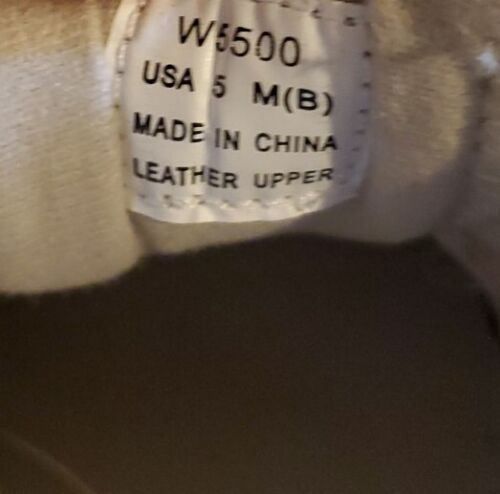 W5500
USA 5 M(B)
MADE IN CHINA
LEATHER UPPER